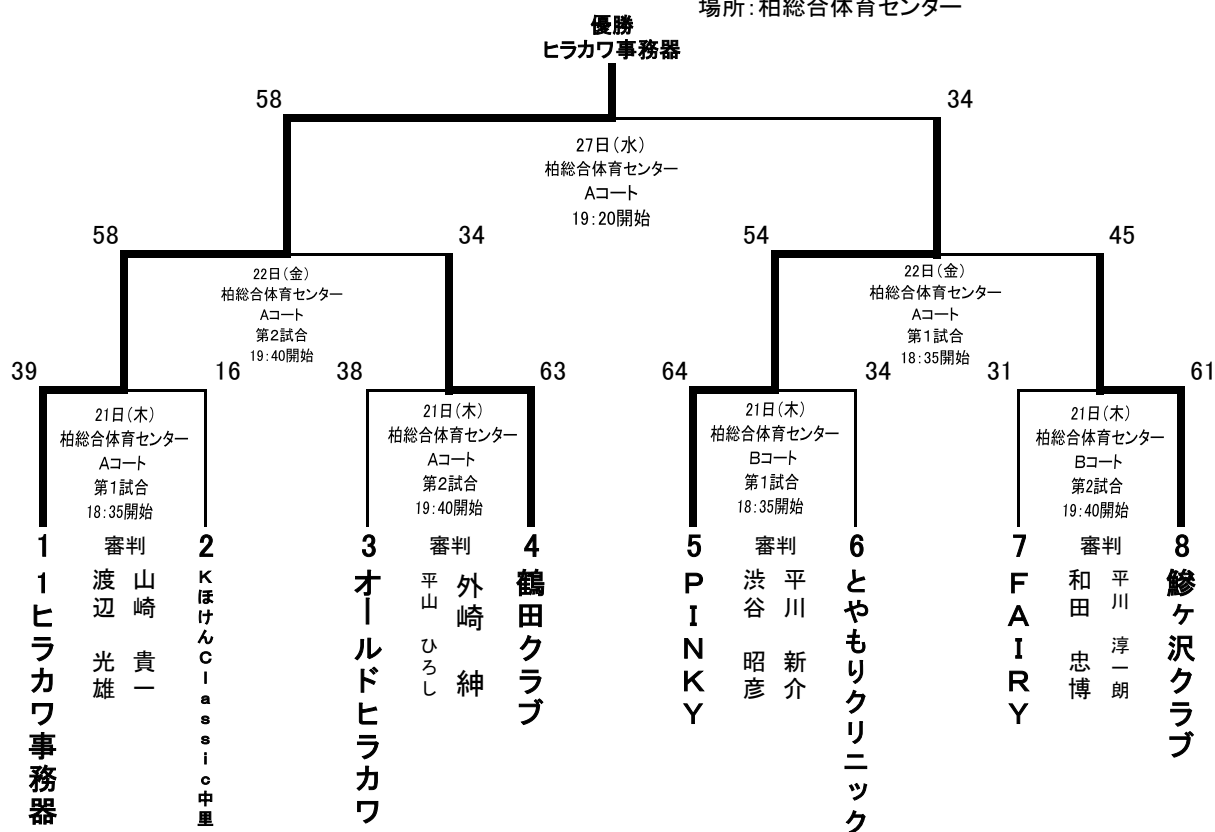 場所：柏総合体育センター
優勝
ヒラカワ事務器
58
34
27日（水）
柏総合体育センター
Aコート
19：20開始
58
34
54
45
22日（金）
柏総合体育センター
Aコート
第2試合
19：40開始
22日（金）
柏総合体育センター
Aコート
第1試合
18：35開始
39
16
38
63
64
34
31
61
21日（木）
柏総合体育センター
Aコート
第1試合
18：35開始
21日（木）
柏総合体育センター
Aコート
第2試合
19：40開始
21日（木）
柏総合体育センター
Bコート
第1試合
18：35開始
21日（木）
柏総合体育センター
Bコート
第2試合
19：40開始
1
1ヒラカワ事務器
審判
山崎 貴一
渡辺 光雄
2
KほけんClassic中里
3
オールドヒラカワ
審判
外崎 紳
平山 ひろし
4
鶴田クラブ
5
PINKY
審判
平川 新介
渋谷 昭彦
6
とやもりクリニック
7
FAIRY
審判
平川 淳一朗
和田 忠博
8
鰺ヶ沢クラブ